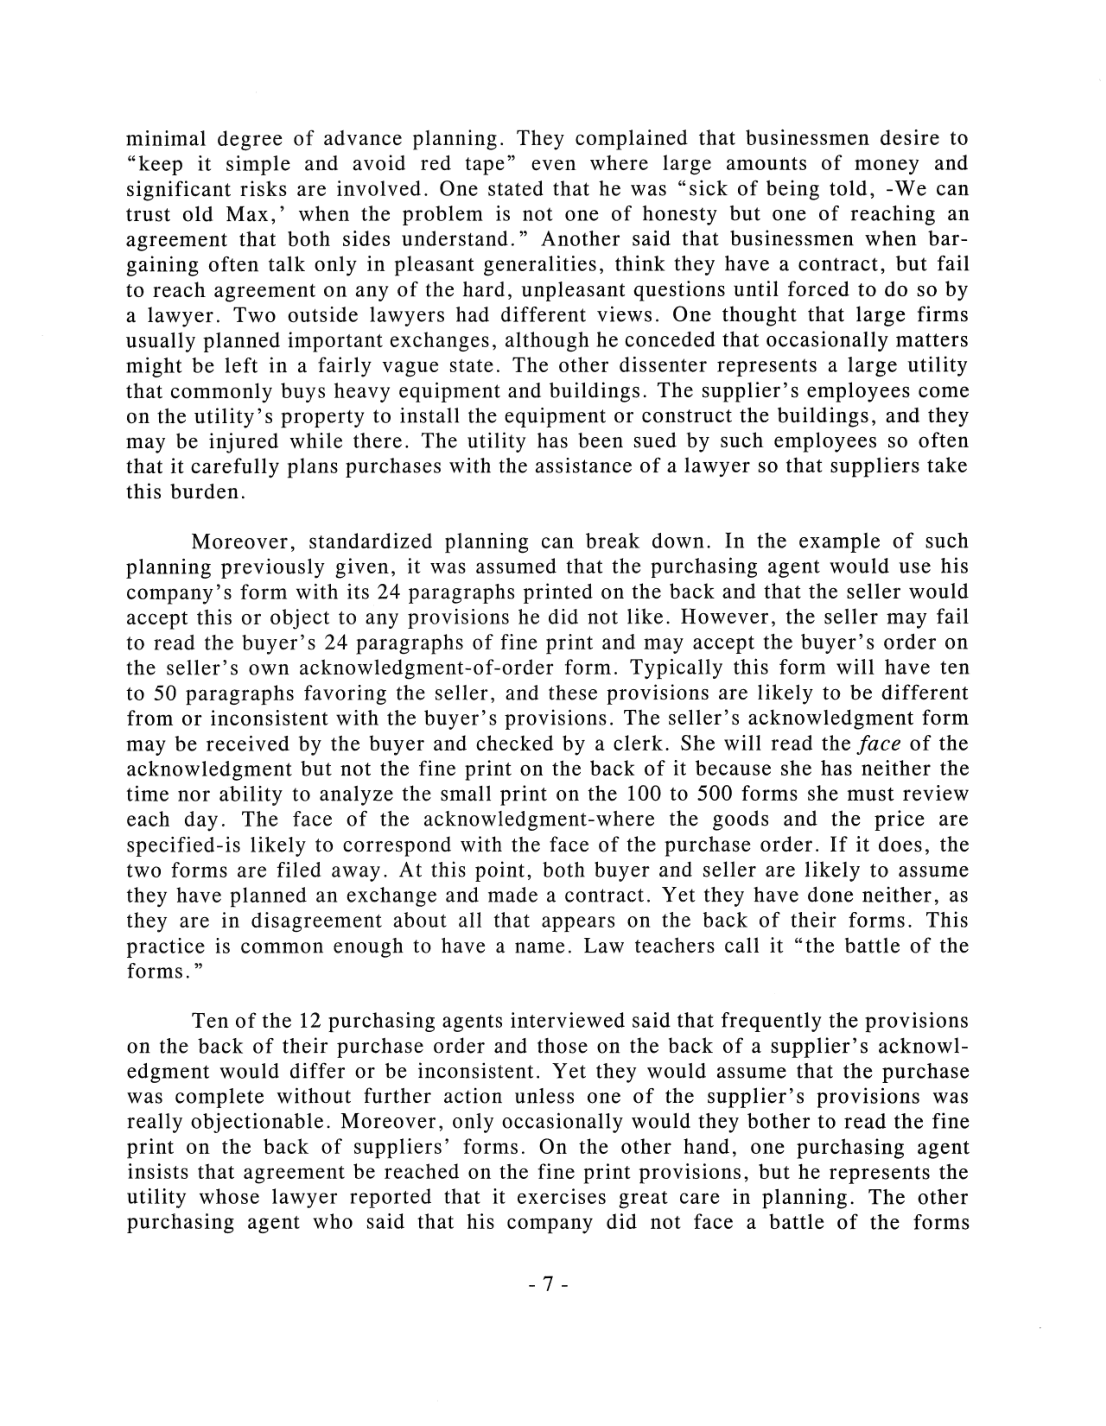 minimal degree of advance planning. They complained that businessmen desire to
“keep it simple and avoid red tape” even where large amounts of money and
significant risks are involved. One stated that he was “sick of being told, -We can
trust old Max,’ when the problem is not one of honesty but one of reaching an
agreement that both sides understand.” Another said that businessmen when bar-
gaining often talk only in pleasant generalities, think they have a contract, but fail
to reach agreement on any of the hard, unpleasant questions until forced to do so by
a lawyer. Two outside lawyers had different views. One thought that large firms
usually planned important exchanges, although he conceded that occasionally matters
might be left in a fairly vague state. The other dissenter represents a large utility
that commonly buys heavy equipment and buildings. The supplier’s employees come
on the utility’s property to install the equipment or construct the buildings, and they
may be injured while there. The utility has been sued by such employees so often
that it carefully plans purchases with the assistance of a lawyer so that suppliers take
this burden.
Moreover, standardized planning can break down. In the example of such
planning previously given, it was assumed that the purchasing agent would use his
company’s form with its 24 paragraphs printed on the back and that the seller would
accept this or object to any provisions he did not like. However, the seller may fail
to read the buyer’s 24 paragraphs of fine print and may accept the buyer’s order on
the seller’s own acknowledgment-of-order form. Typically this form will have ten
to 50 paragraphs favoring the seller, and these provisions are likely to be different
from or inconsistent with the buyer’s provisions. The seller’s acknowledgment form
may be received by the buyer and checked by a clerk. She will read the face of the
acknowledgment but not the fine print on the back of it because she has neither the
time nor ability to analyze the small print on the 100 to 500 forms she must review
each day. The face of the acknowledgment-where the goods and the price are
specified-is likely to correspond with the face of the purchase order. If it does, the
two forms are filed away. At this point, both buyer and seller are likely to assume
they have planned an exchange and made a contract. Yet they have done neither, as
they are in disagreement about all that appears on the back of their forms. This
practice is common enough to have a name. Law teachers call it “the battle of the
forms.”
Ten of the 12 purchasing agents interviewed said that frequently the provisions
on the back of their purchase order and those on the back of a supplier’s acknowl-
edgment would differ or be inconsistent. Yet they would assume that the purchase
was complete without further action unless one of the supplier’s provisions was
really objectionable. Moreover, only occasionally would they bother to read the fine
print on the back of suppliers’ forms. On the other hand, one purchasing agent
insists that agreement be reached on the fine print provisions, but he represents the
utility whose lawyer reported that it exercises great care in planning. The other
purchasing agent who said that his company did not face a battle of the forms
- 7 -